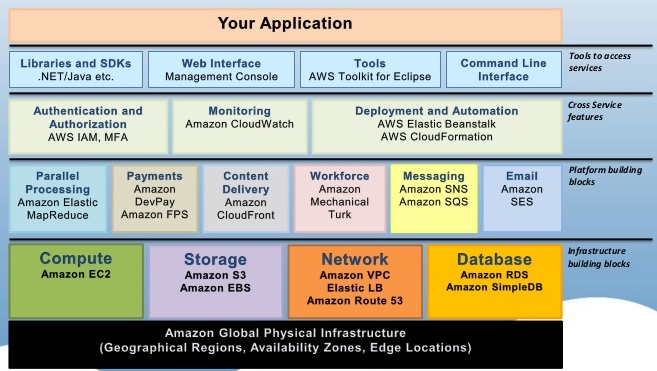 Your Application
Libraries and SDKs
.NET/Java etc.
Web Interface
Management Console
Tools
AWS Toolkit for Eclipse
Command Line
Interface
Tools to access
services
Authentication and
Authorization
AWS IAM, MFA
Monitoring
Amazon CloudWatch
Deployment and Automation
AWS Elastic Beanstalk
AWS CloudFormation
Cross Service
features
Parallel
Processing
Amazon Elastic
MapReduce
Payments
Amazon
DevPay
Amazon FPS
Content
Delivery
Amazon
CloudFront
Workforce
Amazon
Mechanical
Turk
Messaging
Amazon SNS
Amazon SQS
Email
Amazon
SES
Platform building
blocks
Compute
Amazon EC2
Storage
Amazon S3
Amazon EBS
Network
Amazon VPC
Elastic LB
Amazon Route 53
Database
Amazon RDS
Amazon SimpleDB
Infrastructure
building blocks
Amazon Global Physical Infrastructure
(Geographical Regions, Availability Zones, Edge Locations)